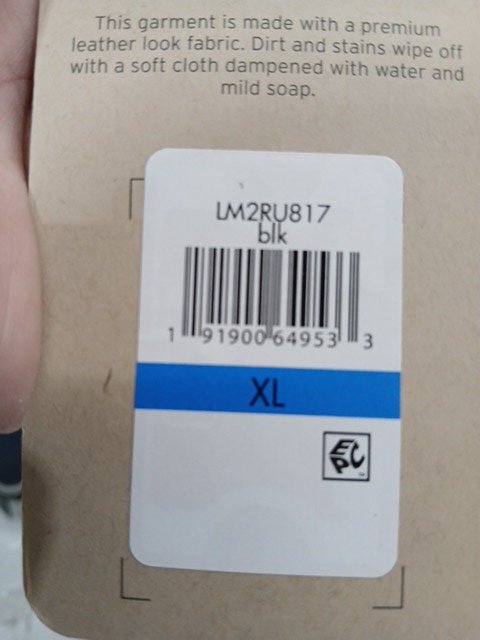 This garment is made with a premium
leather look fabric. Dirt and stains wipe off
with a soft cloth dampened with water and
mild soap.
LM2RU817
blk
1 91900 64953 3
XL
EPC